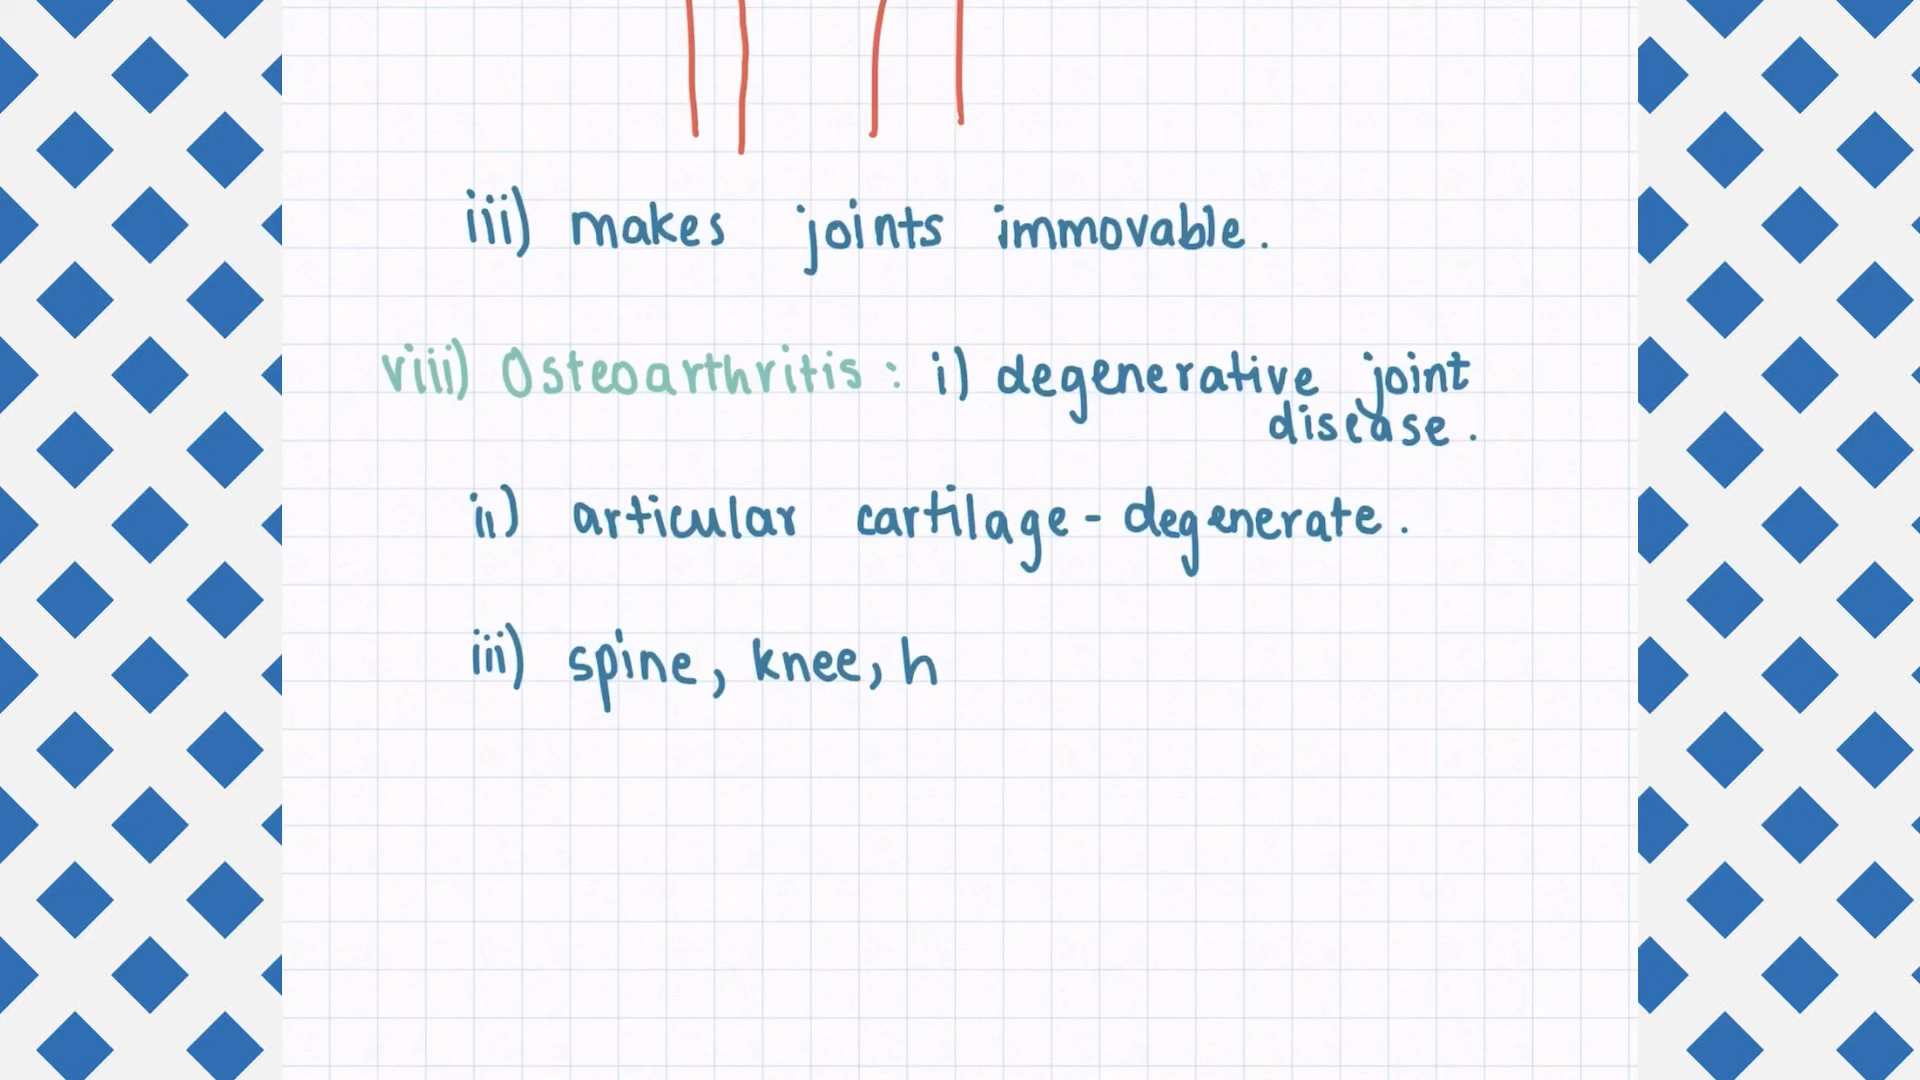 iii) makes joints immovable.
viii) Osteoarthritis : i) degenerative joint
disease.
ii) articular cartilage - degenerate.
iii) spine, knee, h